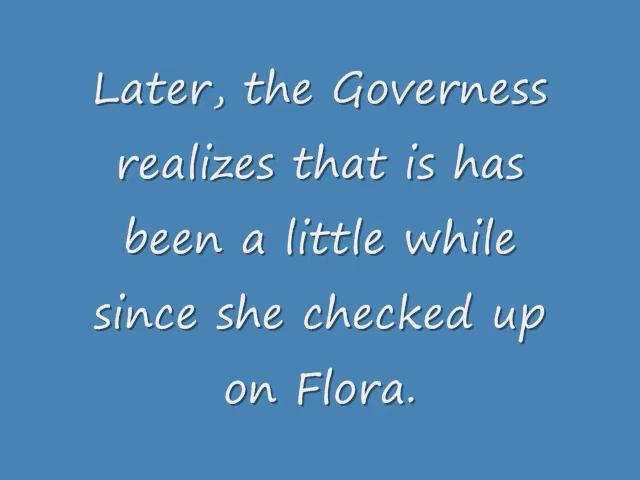 Later, the Governess
realizes that is has
been a little while
since she checked up
on Flora.